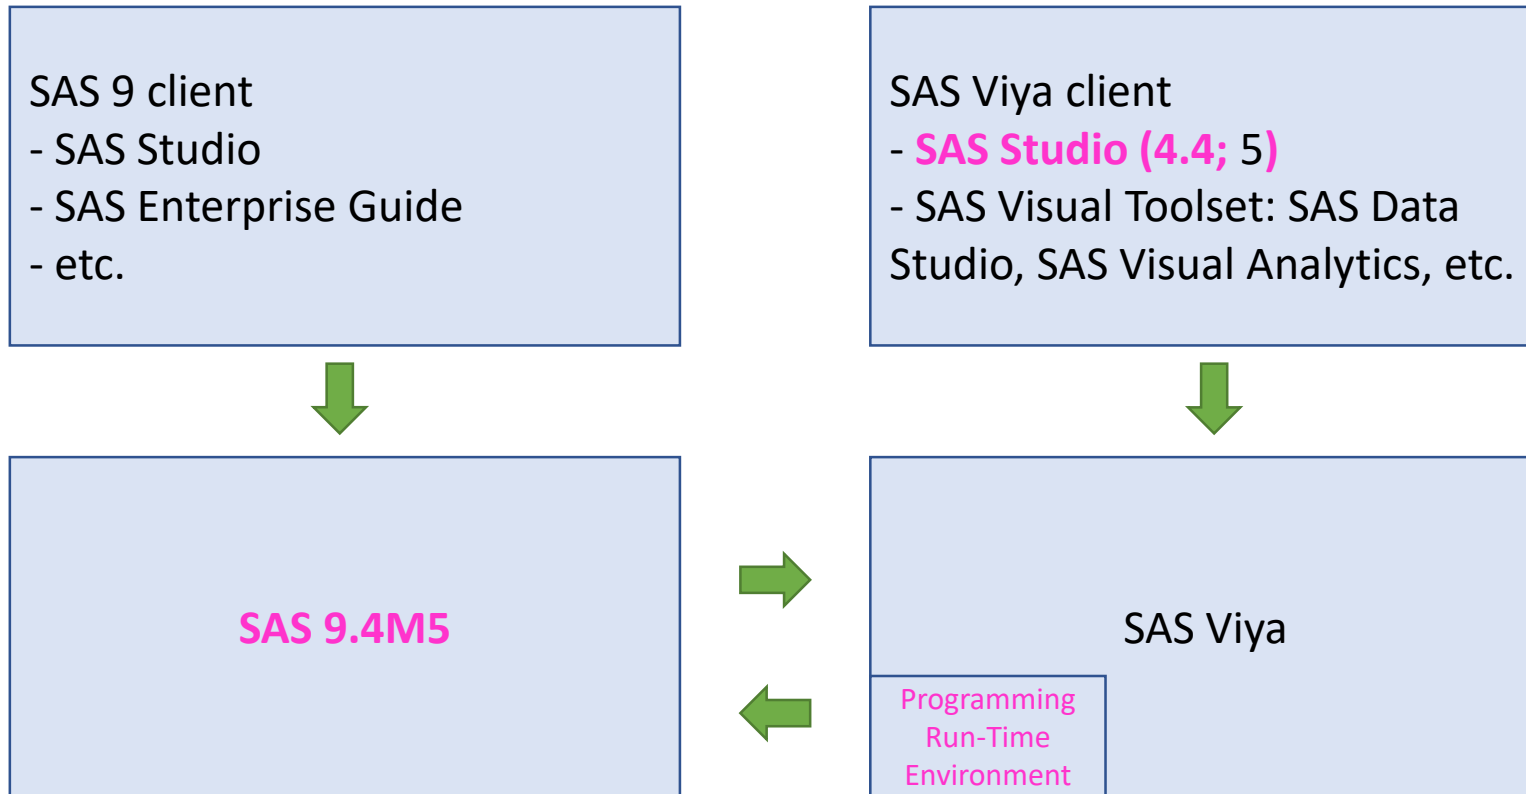 SAS 9 client
- SAS Studio
- SAS Enterprise Guide
- etc.
SAS Viya client
- SAS Studio (4.4; 5)
- SAS Visual Toolset: SAS Data
Studio, SAS Visual Analytics, etc.
SAS 9.4M5
SAS Viya
Programming
Run-Time
Environment